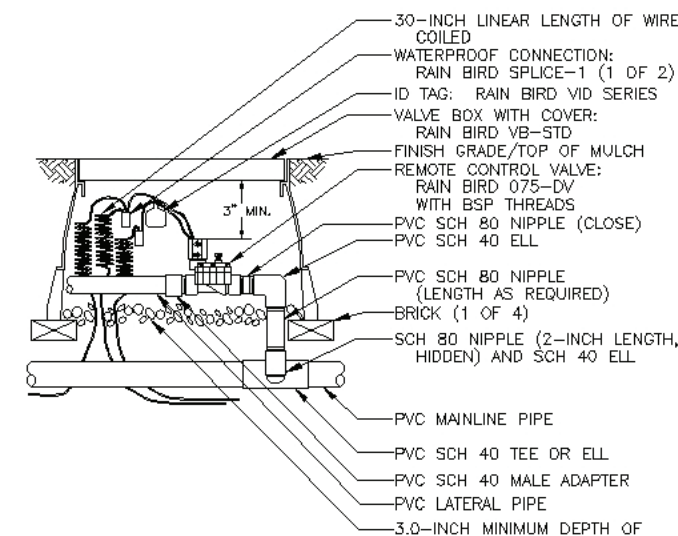 30-INCH LINEAR LENGTH OF WIRE
COILED
WATERPROOF CONNECTION:
RAIN BIRD SPLICE-1 (1 OF 2)
ID TAG: RAIN BIRD VID SERIES
VALVE BOX WITH COVER:
RAIN BIRD VB-STD
FINISH GRADE/TOP OF MULCH
REMOTE CONTROL VALVE:
RAIN BIRD 075-DV
WITH BSP THREADS
3" MIN.
PVC SCH 80 NIPPLE (CLOSE)
PVC SCH 40 ELL
PVC SCH 80 NIPPLE
(LENGTH AS REQUIRED)
BRICK (1 OF 4)
SCH 80 NIPPLE (2-INCH LENGTH,
HIDDEN) AND SCH 40 ELL
PVC MAINLINE PIPE
PVC SCH 40 TEE OR ELL
PVC SCH 40 MALE ADAPTER
PVC LATERAL PIPE
3.0-INCH MINIMUM DEPTH OF